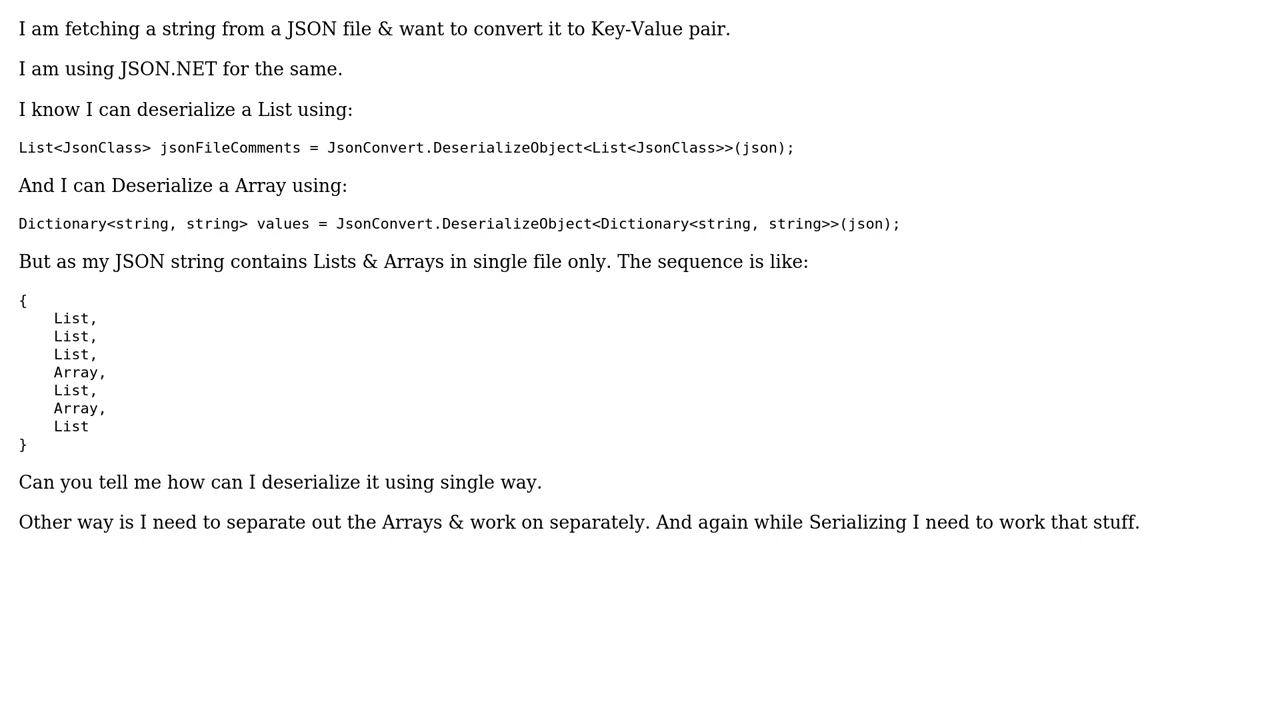 I am fetching a string from a JSON file & want to convert it to Key-Value pair.
I am using JSON.NET for the same.
I know I can deserialize a List using:
List<JsonClass> jsonFileComments = JsonConvert.DeserializeObject<List<JsonClass>>(json);
And I can Deserialize a Array using:
Dictionary<string, string> values = JsonConvert.DeserializeObject<Dictionary<string, string>>(json);
But as my JSON string contains Lists & Arrays in single file only. The sequence is like:
{
    List,
    List,
    List,
    Array,
    List,
    Array,
    List
}
Can you tell me how can I deserialize it using single way.
Other way is I need to separate out the Arrays & work on separately. And again while Serializing I need to work that stuff.